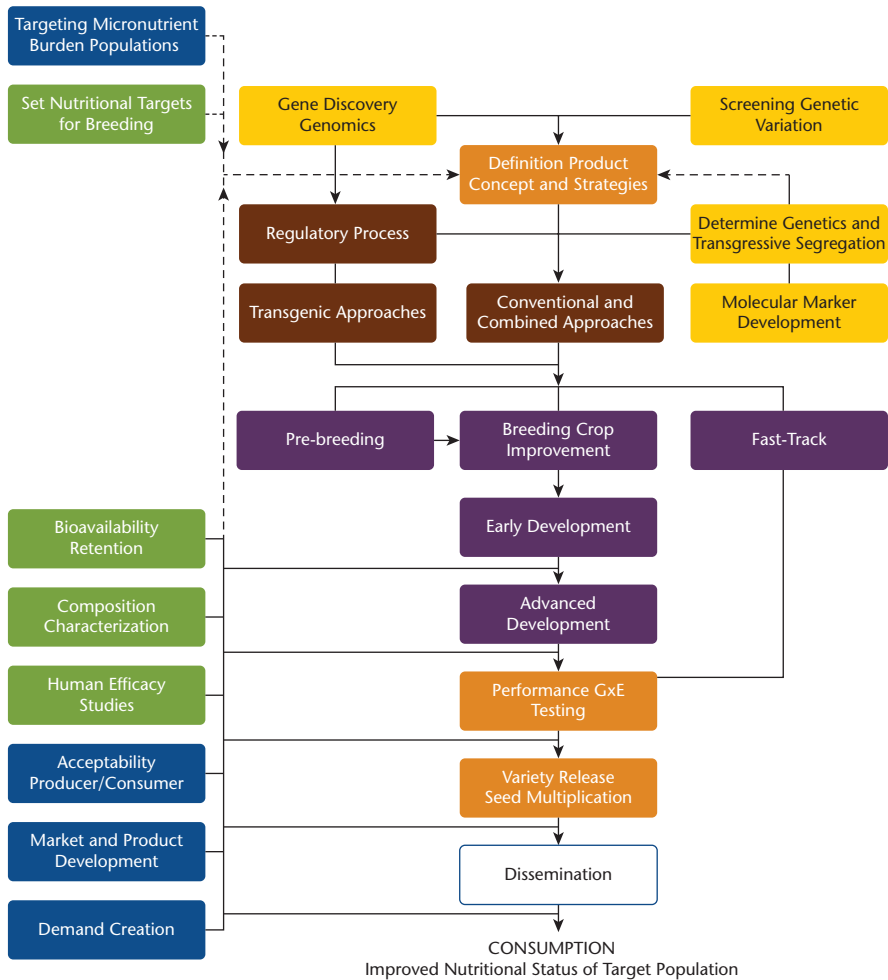 Targeting Micronutrient
Burden Populations
Set Nutritional Targets
for Breeding
Gene Discovery
Genomics
Screening Genetic
Variation
Definition Product
Concept and Strategies
Regulatory Process
Determine Genetics and
Transgressive Segregation
Transgenic Approaches
Conventional and
Combined Approaches
Molecular Marker
Development
Pre-breeding
Breeding Crop
Improvement
Fast-Track
Early Development
Bioavailability
Retention
Advanced
Development
Composition
Characterization
Human Efficacy
Studies
Performance GxE
Testing
Acceptability
Producer/Consumer
Variety Release
Seed Multiplication
Market and Product
Development
Dissemination
Demand Creation
CONSUMPTION
Improved Nutritional Status of Target Population